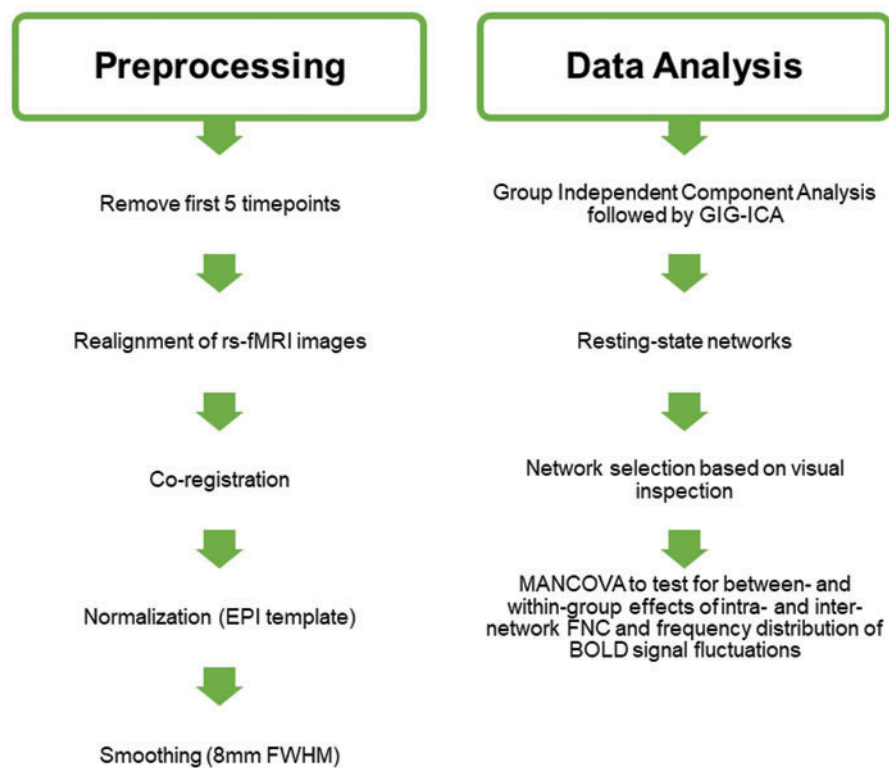 Preprocessing
Remove first 5 timepoints
Realignment of rs-fMRI images
Co-registration
Normalization (EPI template)
Smoothing (8mm FWHM)
Data Analysis
Group Independent Component Analysis
followed by GIG-ICA
Resting-state networks
Network selection based on visual
inspection
MANCOVA to test for between- and
within-group effects of intra- and inter-
network FNC and frequency distribution of
BOLD signal fluctuations